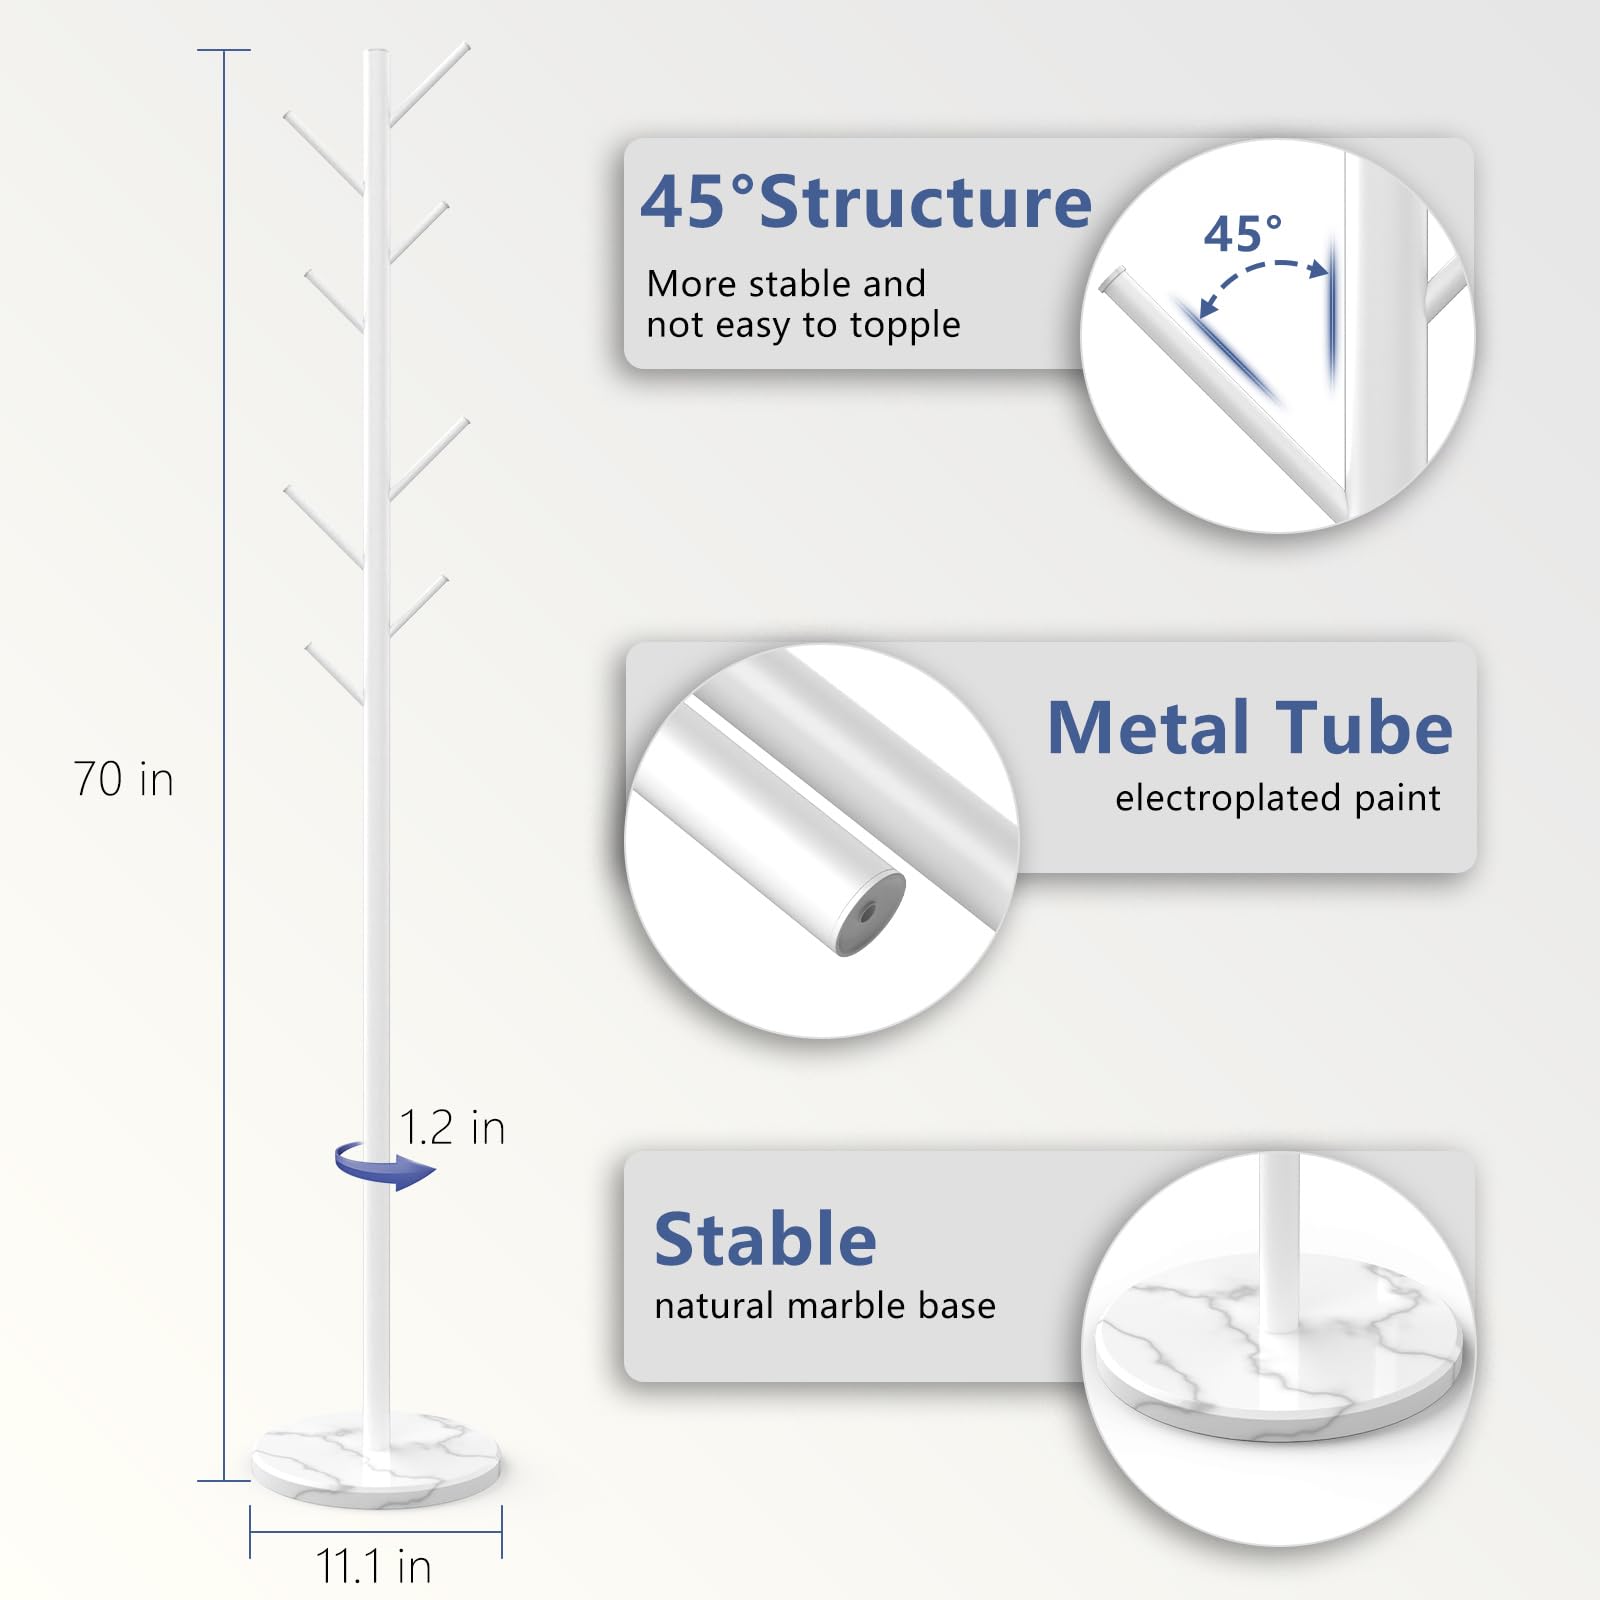 45°Structure
More stable and
not easy to topple
45°
Metal Tube
electroplated paint
70 in
1.2 in
Stable
natural marble base
11.1 in